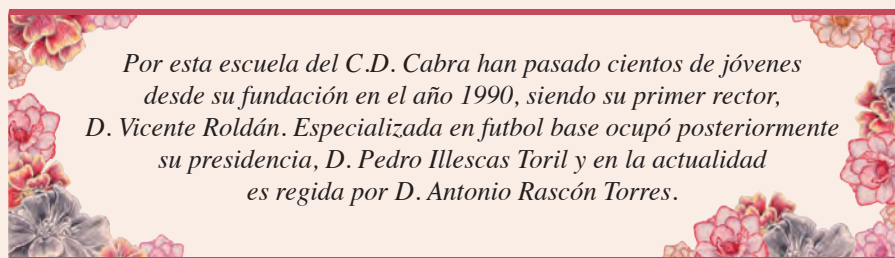 Por esta escuela del C.D. Cabra han pasado cientos de jóvenes
desde su fundación en el año 1990, siendo su primer rector,
D. Vicente Roldán. Especializada en futbol base ocupó posteriormente
su presidencia, D. Pedro Illescas Toril y en la actualidad
es regida por D. Antonio Rascón Torres.